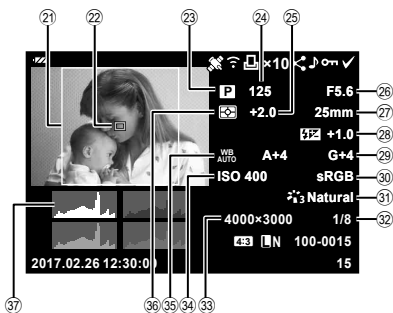 ㉑ ㉒ ㉓ ㉔ ㉕
×10
P 125 F5.6 ㉖
+2.0 25mm ㉗
+1.0 ㉘
WB AUTO A+4 G+4 ㉙
ISO 400 sRGB ㉚
3 Natural ㉛
4000×3000 1/8 ㉜
4:3 LN 100-0015
2017.02.26 12:30:00 15
㊲ ㊱ ㉟ ㉞ ㉝